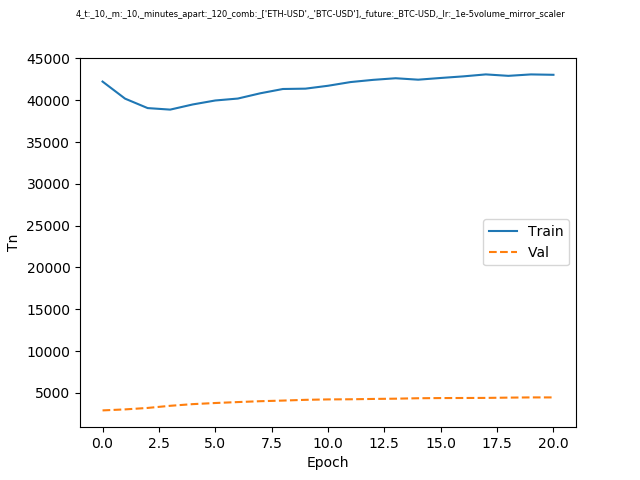 4_t:_10,_m:_10,_minutes_apart:_120_comb:_['ETH-USD',_'BTC-USD'],_future:_BTC-USD,_lr:_1e-5volume_mirror_scaler
45000
40000
35000
30000
25000
20000
15000
10000
5000
Tn
Train
Val
0.0 2.5 5.0 7.5 10.0 12.5 15.0 17.5 20.0
Epoch